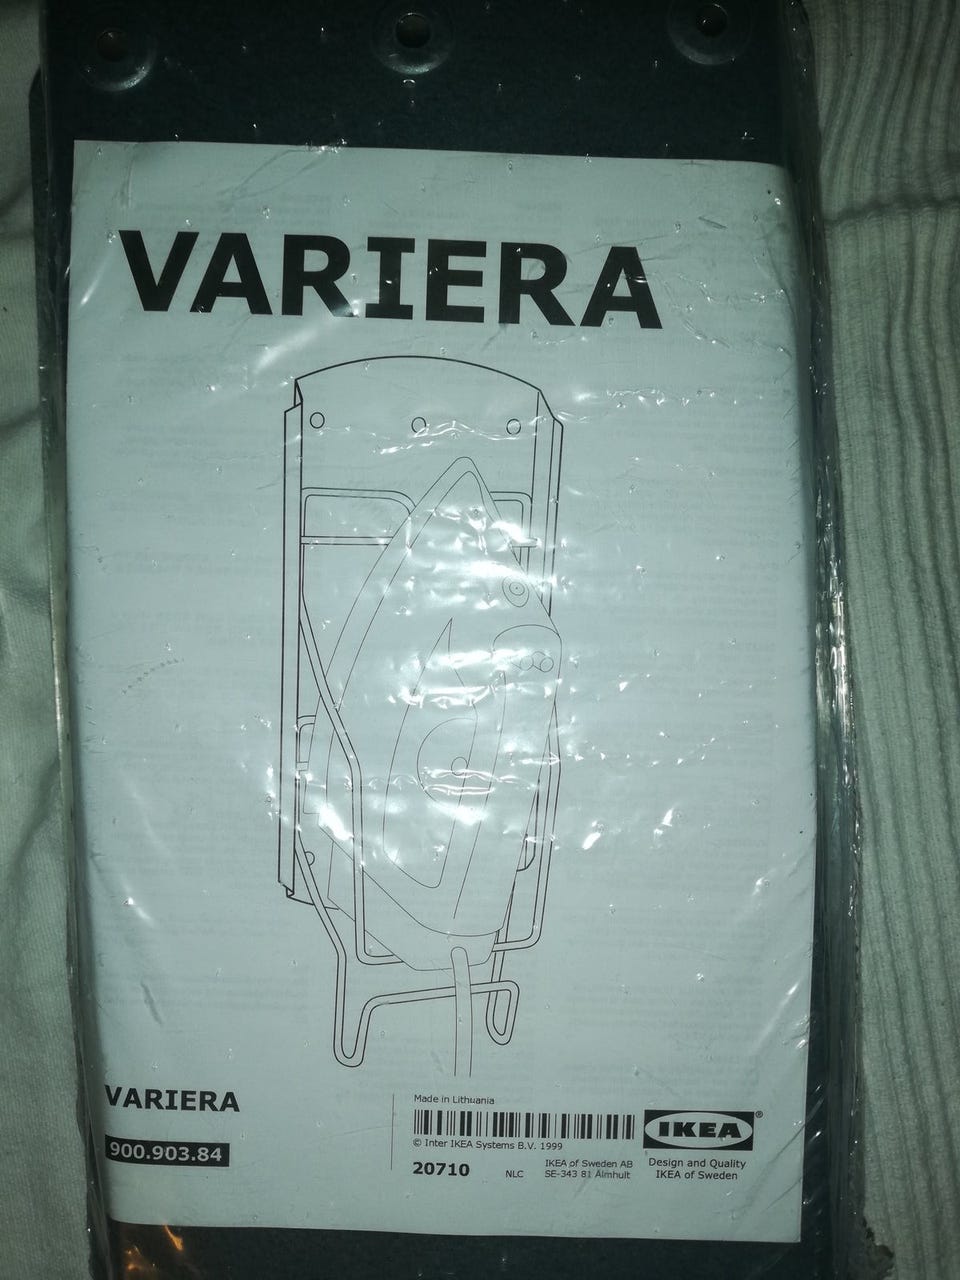 VARIERA
VARIERA
900.903.84
Made in Lithuania
© Inter IKEA Systems B.V. 1999
20710
NLC
IKEA of Sweden AB
SE-343 81 Älmhult
IKEA®
Design and Quality
IKEA of Sweden